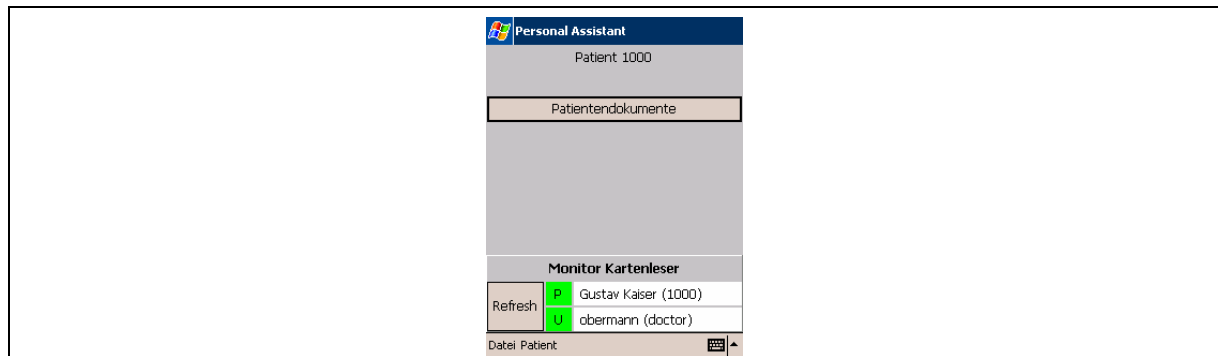 Personal Assistant
Patient 1000
Patientendokumente
Monitor Kartenleser
Refresh
P Gustav Kaiser (1000)
U obermann (doctor)
Datei Patient